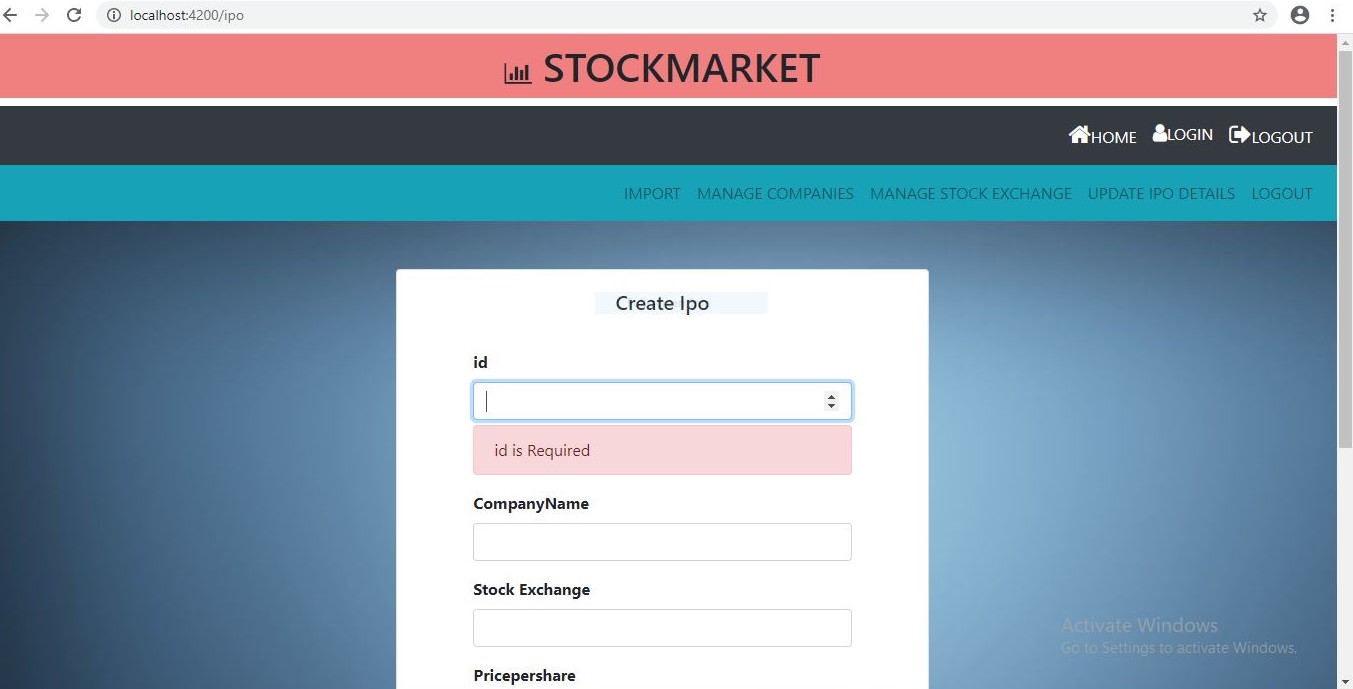 localhost:4200/ipo
STOCKMARKET
HOME LOGIN LOGOUT
IMPORT MANAGE COMPANIES MANAGE STOCK EXCHANGE UPDATE IPO DETAILS LOGOUT
Create Ipo
id
id is Required
CompanyName
Stock Exchange
Pricepershare
Activate Windows
Go to Settings to activate Windows.